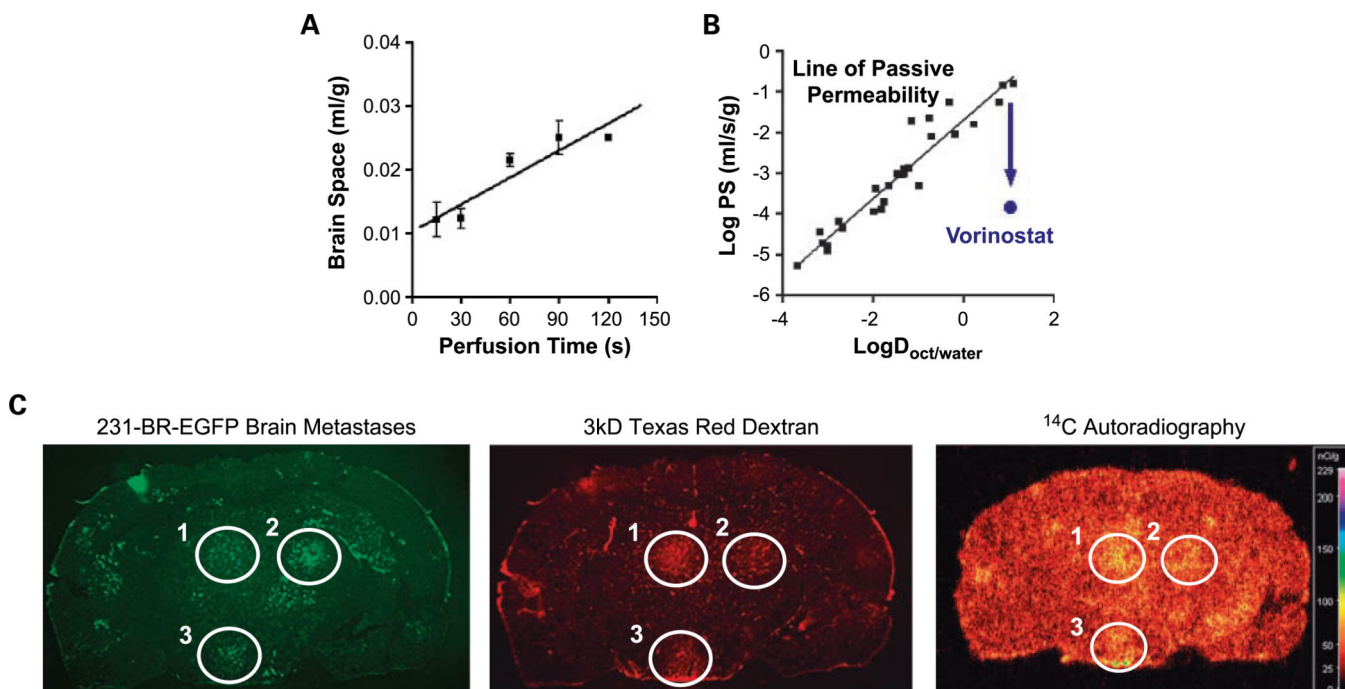 A
Brain Space (ml/g)
0.04
0.03
0.02
0.01
0.00
0 30 60 90 120 150
Perfusion Time (s)
B
Log PS (ml/s/g)
0
-1
-2
-3
-4
-5
-6
Line of Passive
Permeability
Vorinostat
-4 -2 0 2
LogDoct/water
C
231-BR-EGFP Brain Metastases
1 2
3
3kD Texas Red Dextran
1 2
3
14C Autoradiography
1 2
3
nCi/g
229
200
150
100
50
25
0